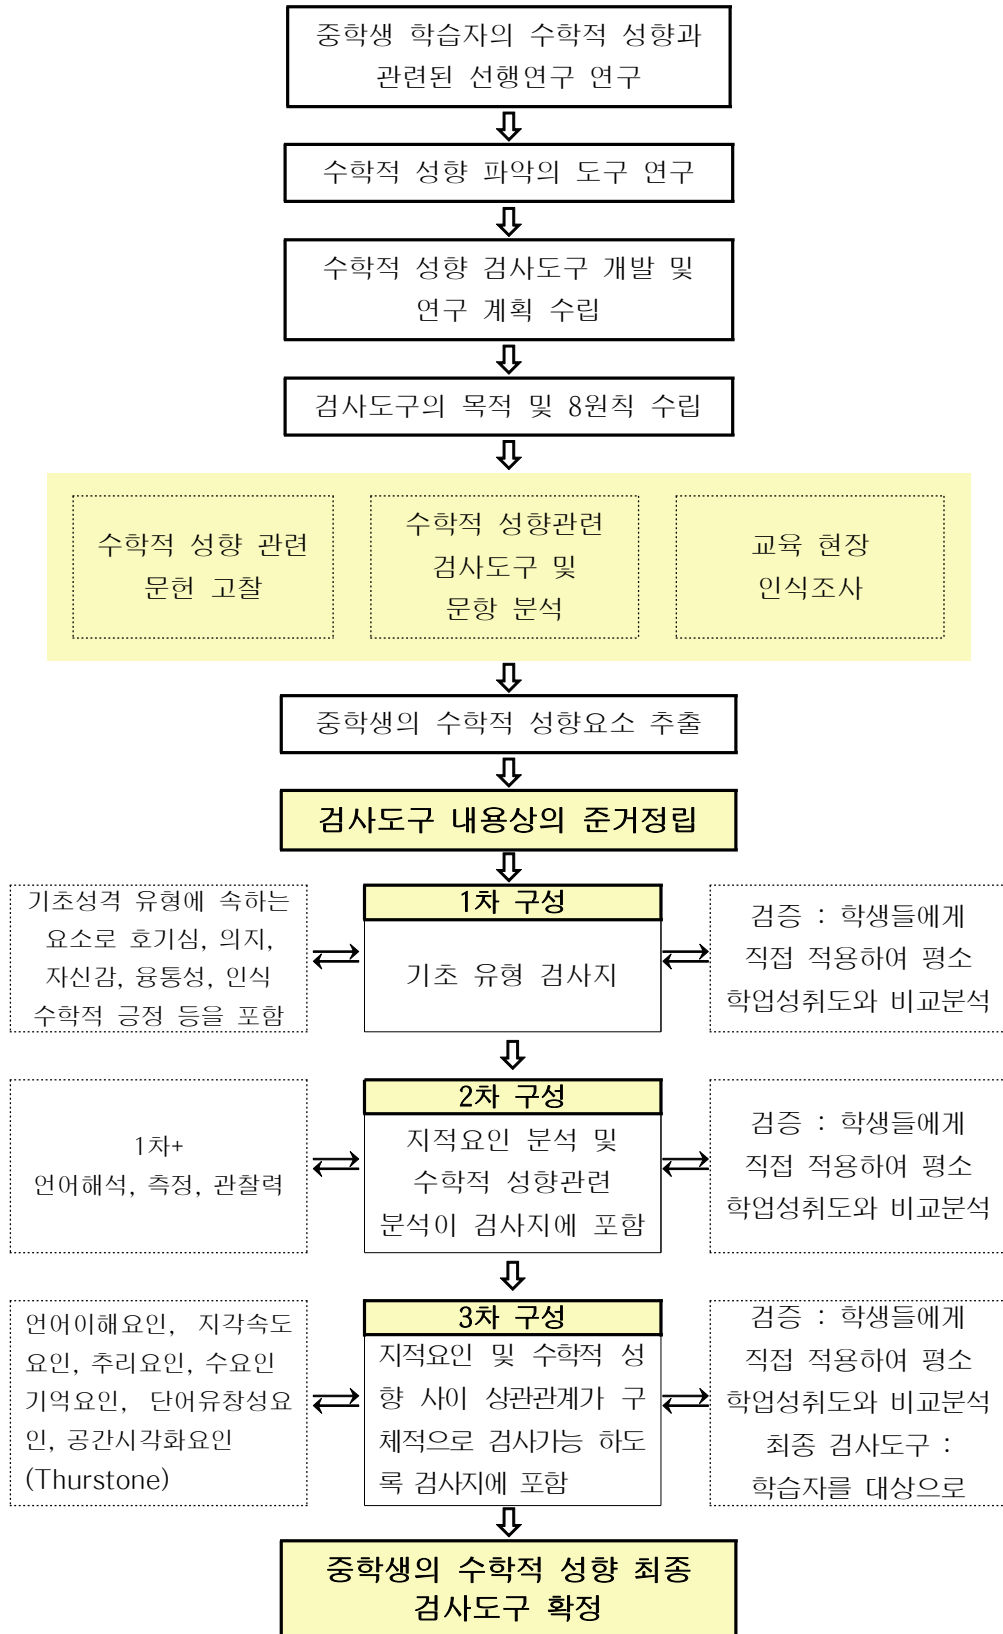 중학생 학습자의 수학적 성향과
관련된 선행연구 연구
수학적 성향 파악의 도구 연구
수학적 성향 검사도구 개발 및
연구 계획 수립
검사도구의 목적 및 8원칙 수립
수학적 성향 관련
문헌 고찰
수학적 성향관련
검사도구 및
문항 분석
교육 현장
인식조사
중학생의 수학적 성향요소 추출
검사도구 내용상의 준거정립
기초성격 유형에 속하는
요소로 호기심, 의지,
자신감, 융통성, 인식
수학적 긍정 등을 포함
1차 구성
기초 유형 검사지
검증 : 학생들에게
직접 적용하여 평소
학업성취도와 비교분석
1차+
언어해석, 측정, 관찰력
2차 구성
지적요인 분석 및
수학적 성향관련
분석이 검사지에 포함
검증 : 학생들에게
직접 적용하여 평소
학업성취도와 비교분석
언어이해요인, 지각속도
요인, 추리요인, 수요인
기억요인, 단어유창성요
인, 공간시각화요인
(Thurstone)
3차 구성
지적요인 및 수학적 성
향 사이 상관관계가 구
체적으로 검사가능 하도
록 검사지에 포함
검증 : 학생들에게
직접 적용하여 평소
학업성취도와 비교분석
최종 검사도구 :
학습자를 대상으로
중학생의 수학적 성향 최종
검사도구 확정